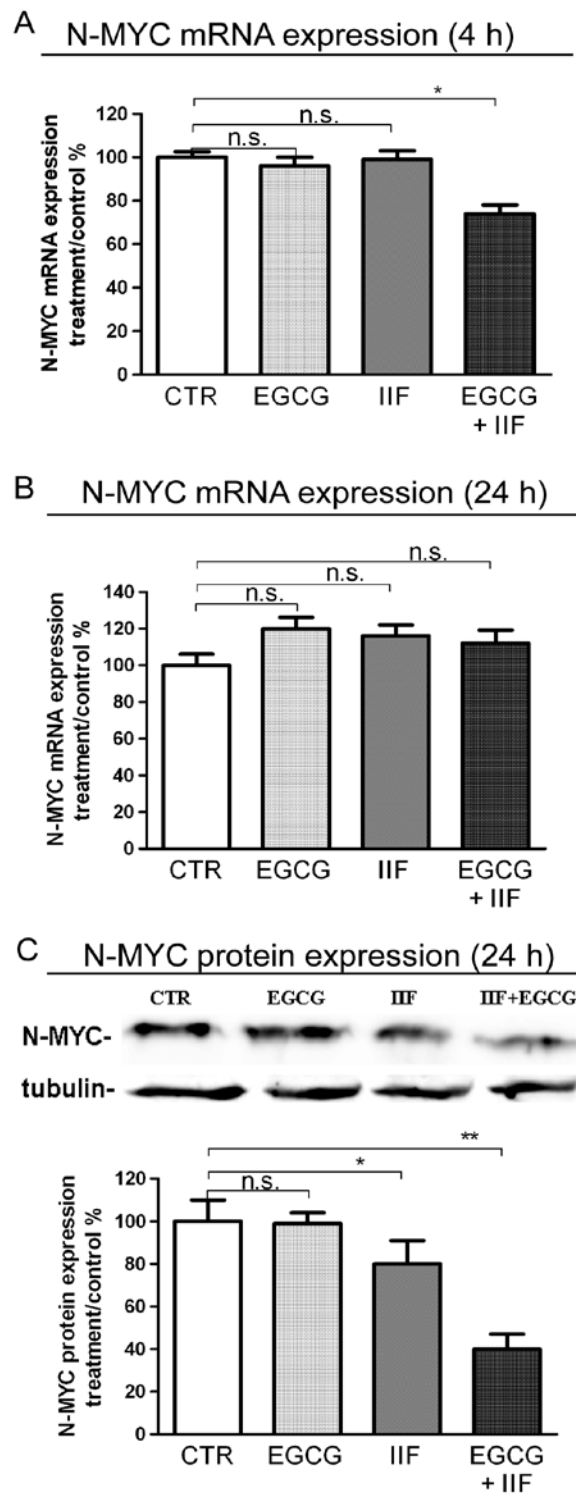 A
N-MYC mRNA expression (4 h)
*
n.s.
n.s.
120
100
80
60
40
20
0
N-MYC mRNA expression
treatment/control %
CTR EGCG IIF EGCG
+ IIF
B
N-MYC mRNA expression (24 h)
n.s.
n.s.
n.s.
140
120
100
80
60
40
20
0
N-MYC mRNA expression
treatment/control %
CTR EGCG IIF EGCG
+ IIF
C
N-MYC protein expression (24 h)
CTR EGCG IIF IIF+EGCG
N-MYC-
tubulin-
**
*
n.s.
120
100
80
60
40
20
0
N-MYC protein expression
treatment/control %
CTR EGCG IIF EGCG
+ IIF